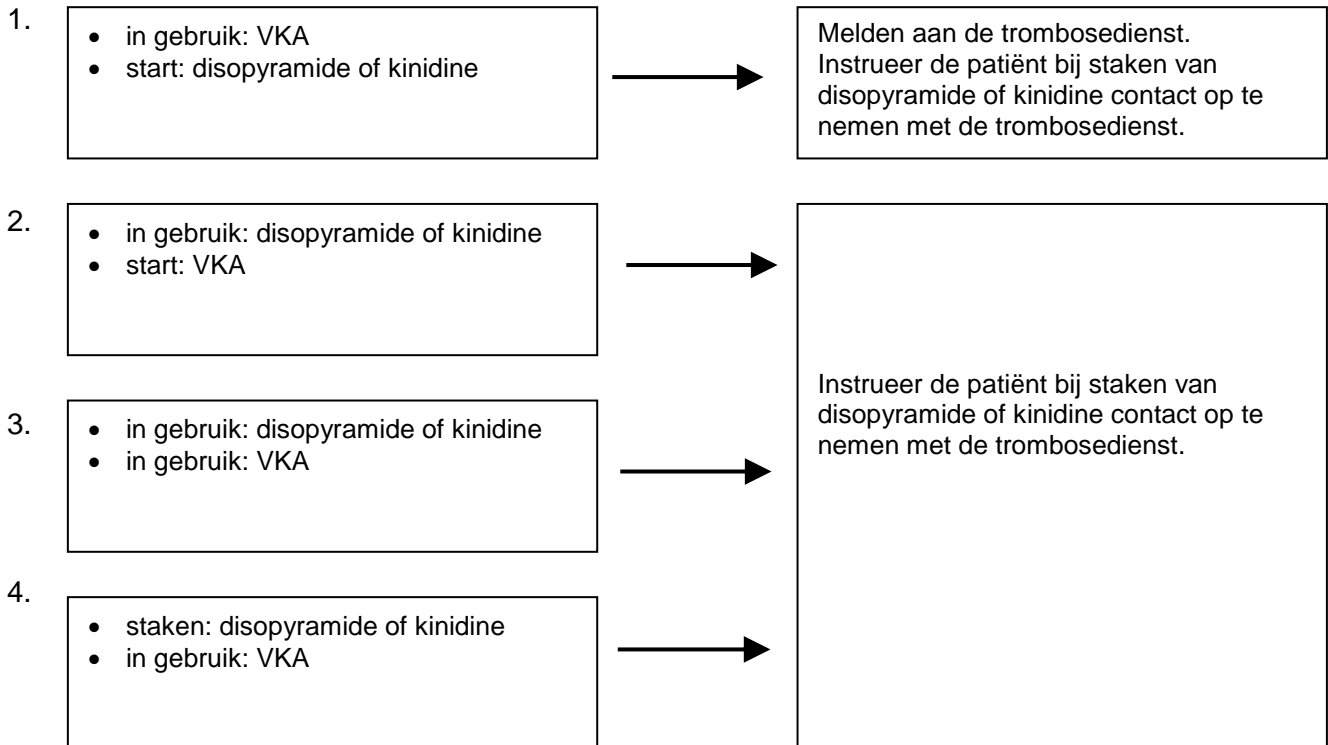 1.
• in gebruik: VKA
• start: disopyramide of kinidine
Melden aan de trombosedienst.
Instrueer de patiënt bij staken van
disopyramide of kinidine contact op te
nemen met de trombosedienst.
2.
• in gebruik: disopyramide of kinidine
• start: VKA
3.
• in gebruik: disopyramide of kinidine
• in gebruik: VKA
Instrueer de patiënt bij staken van
disopyramide of kinidine contact op te
nemen met de trombosedienst.
4.
• staken: disopyramide of kinidine
• in gebruik: VKA